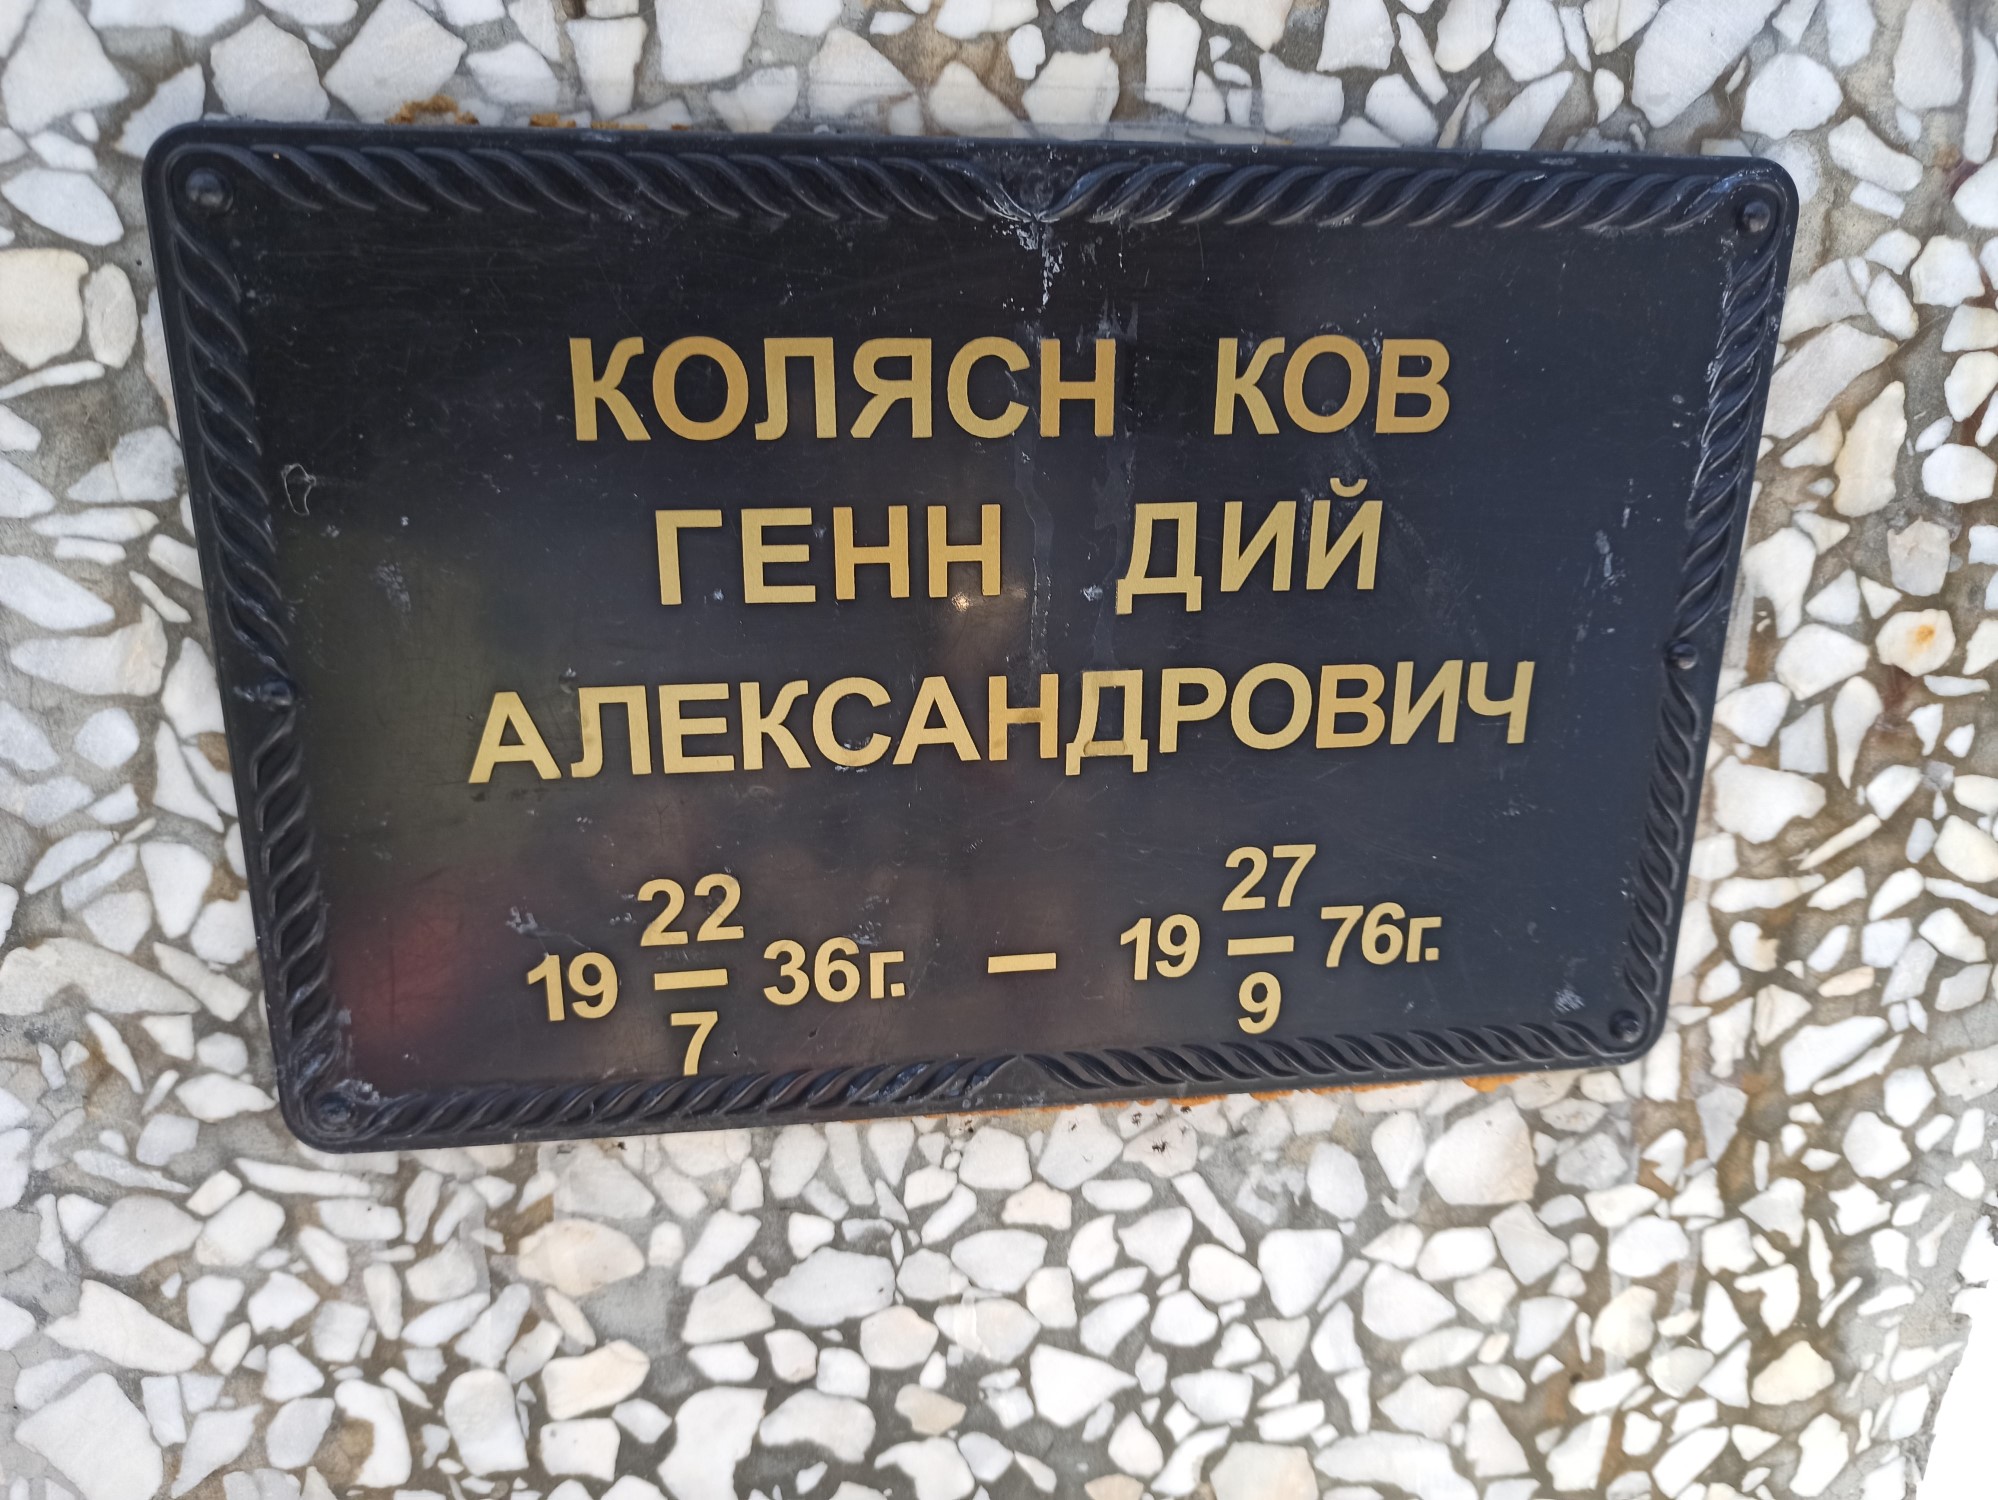 КОЛЯСН КОВ
ГЕНН ДИЙ
АЛЕКСАНДРОВИЧ
19 22/7 36г. – 19 27/9 76г.